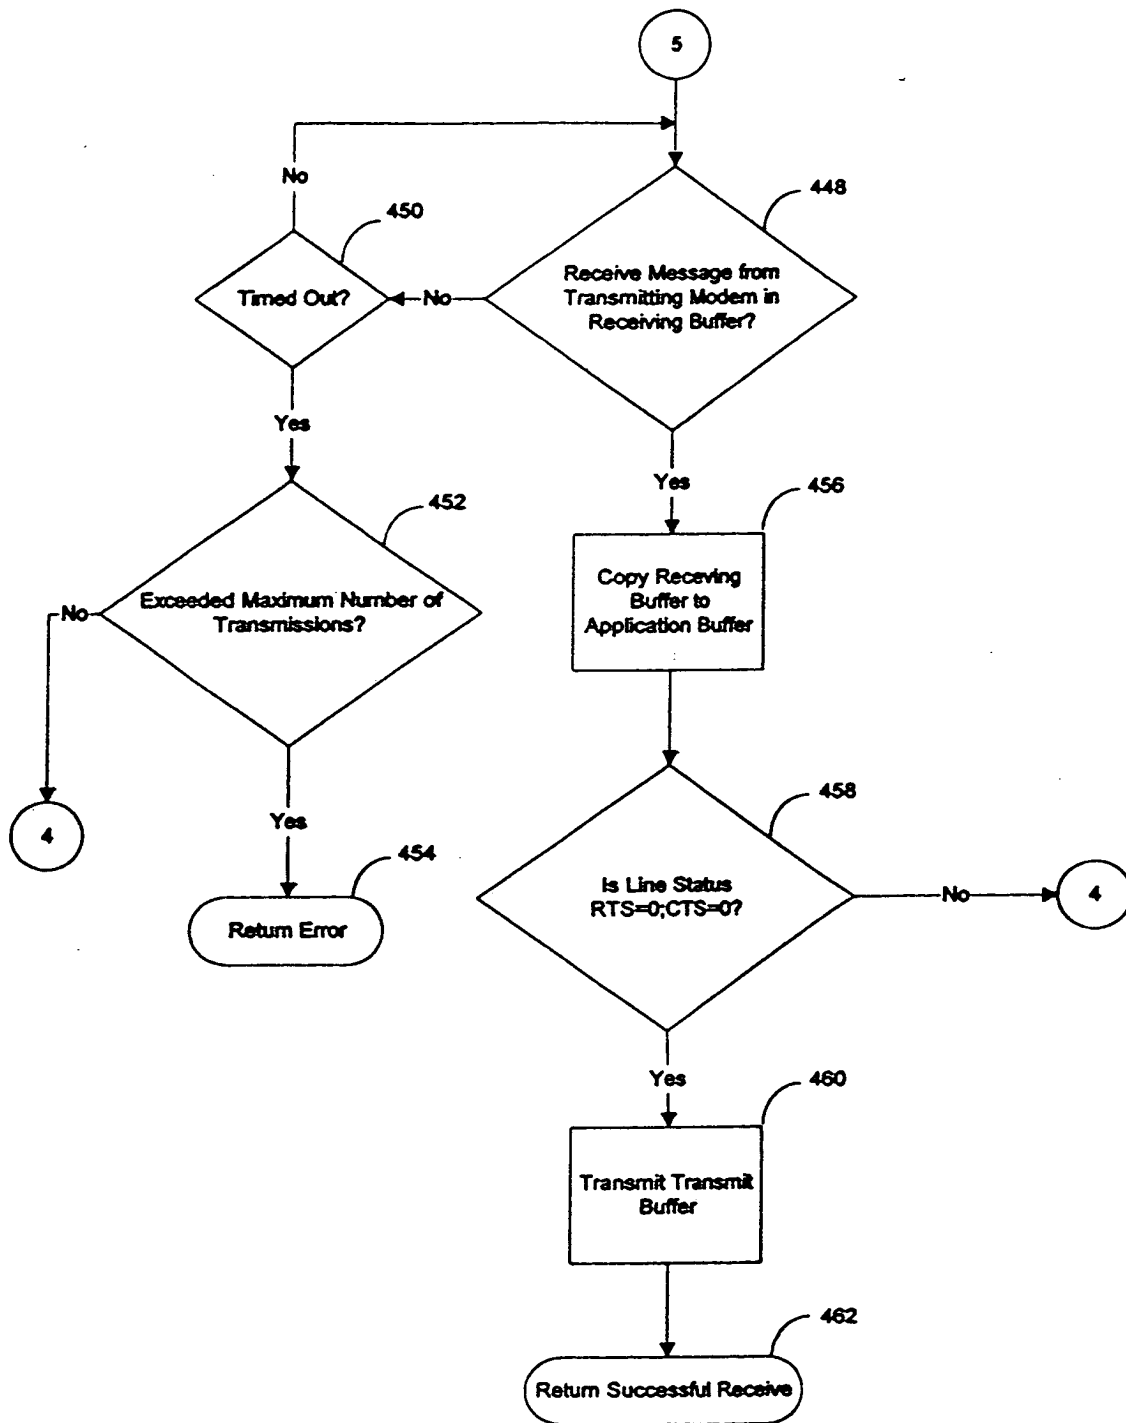 5
No
448
450
Receive Message from
Transmitting Modem in
Receiving Buffer?
Timed Out?
No
Yes
Yes
456
452
Copy Receving
Buffer to
Application Buffer
Exceeded Maximum Number of
Transmissions?
No
458
4
Yes
454
Is Line Status
RTS=0;CTS=0?
No
4
Return Error
Yes
460
Transmit Transmit
Buffer
462
Return Successful Receive